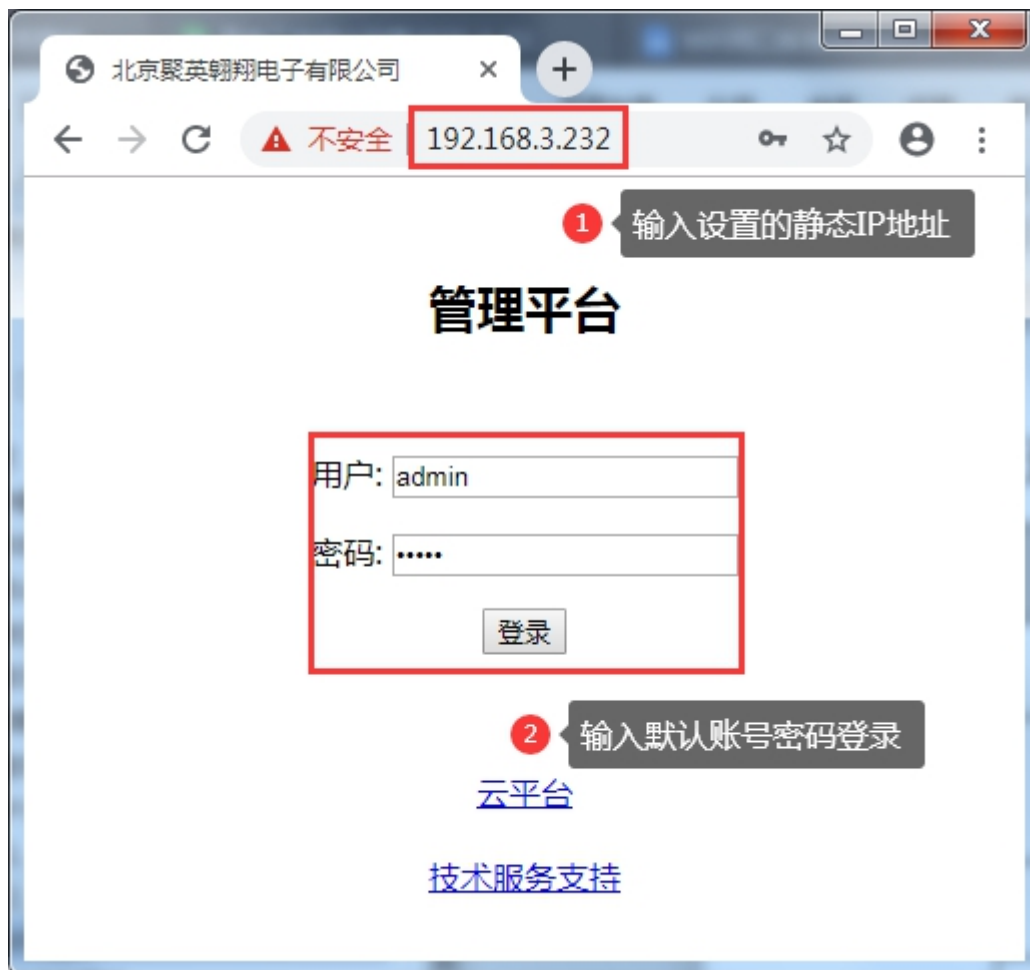 北京聚英翱翔电子有限公司
不安全 192.168.3.232
1 输入设置的静态IP地址
管理平台
用户: admin
密码: •••••
登录
2 输入默认账号密码登录
云平台
技术服务支持